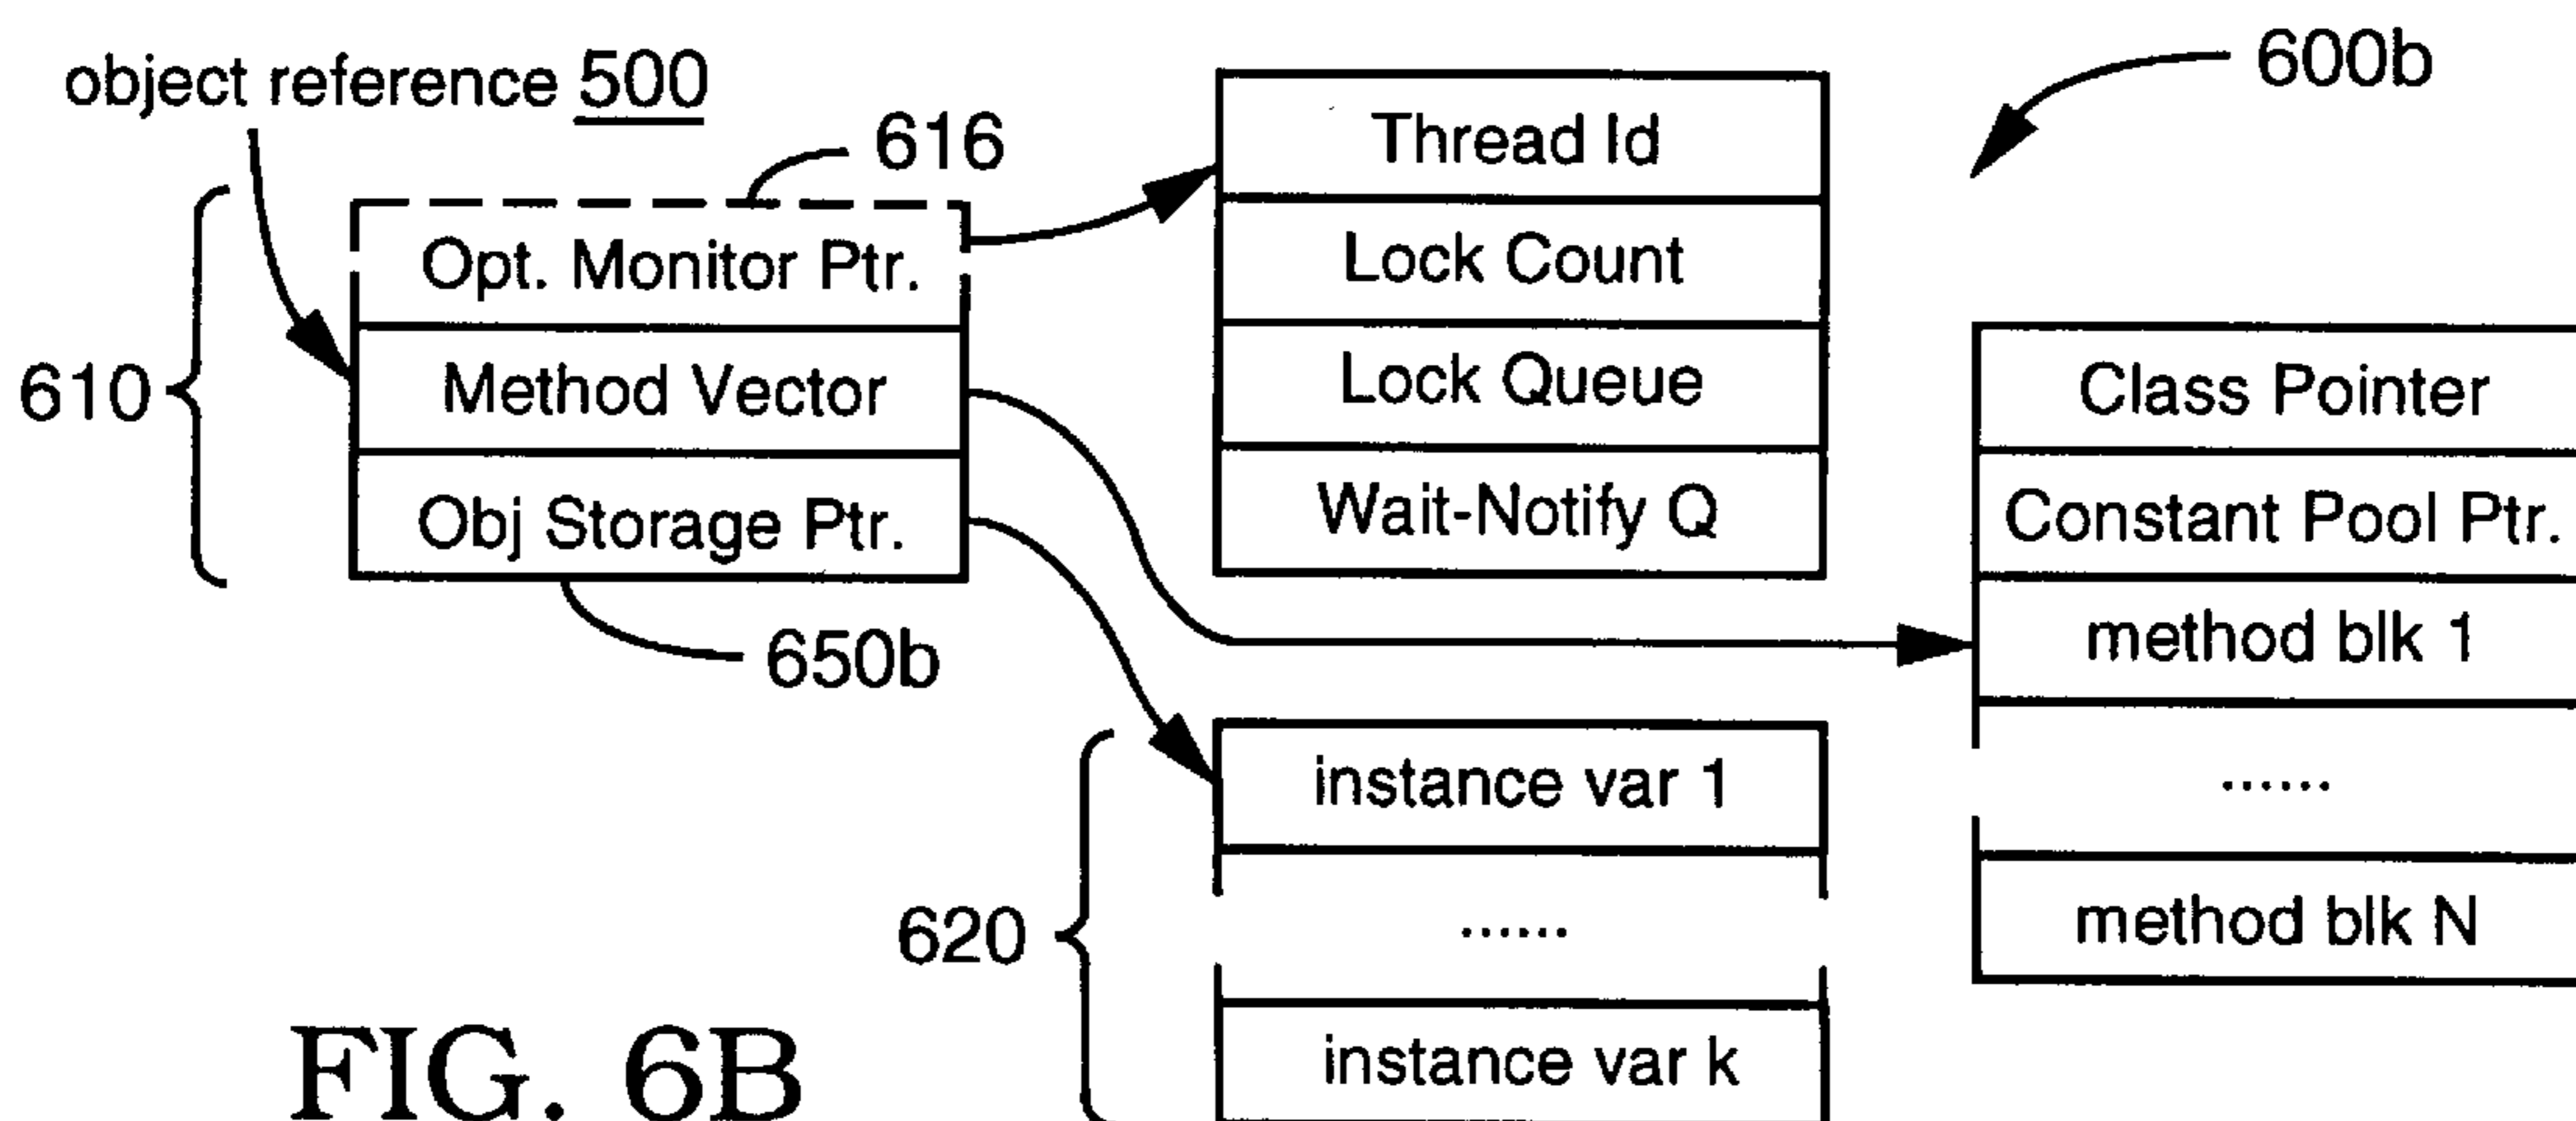 object reference 500
616
600b
610
Opt. Monitor Ptr.
Method Vector
Obj Storage Ptr.
650b
Thread Id
Lock Count
Lock Queue
Wait-Notify Q
Class Pointer
Constant Pool Ptr.
method blk 1
......
method blk N
620
instance var 1
......
instance var k
FIG. 6B